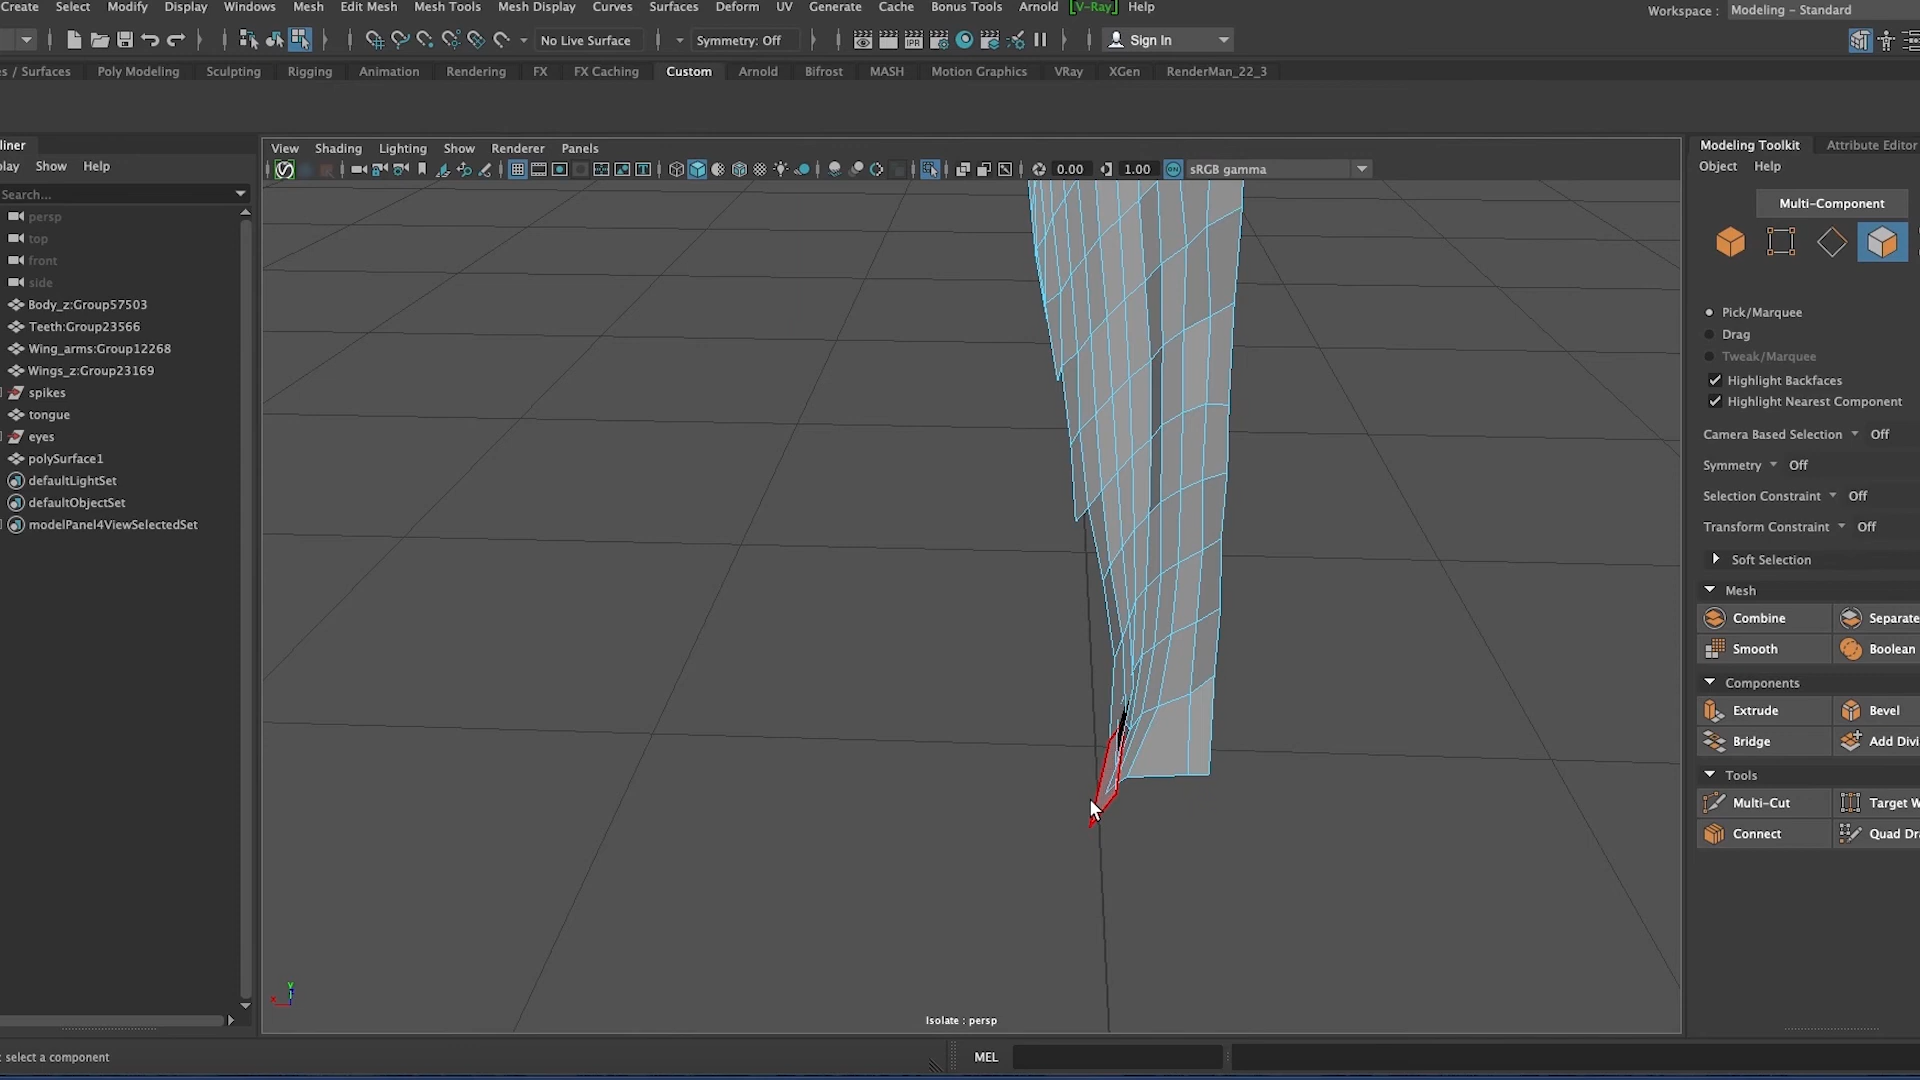 Create Select Modify Display Windows Mesh Edit Mesh Mesh Tools Mesh Display Curves Surfaces Deform UV Generate Cache Bonus Tools Arnold [V-Ray] Help
Workspace : Modeling - Standard
No Live Surface Symmetry: Off IPR Sign In
s / Surfaces Poly Modeling Sculpting Rigging Animation Rendering FX FX Caching Custom Arnold Bifrost MASH Motion Graphics VRay XGen RenderMan_22_3
liner
play Show Help
Search...
persp
top
front
side
Body_z:Group57503
Teeth:Group23566
Wing_arms:Group12268
Wings_z:Group23169
spikes
tongue
eyes
polySurface1
defaultLightSet
defaultObjectSet
modelPanel4ViewSelectedSet
View Shading Lighting Show Renderer Panels
0.00 1.00 ON sRGB gamma
y
x
Isolate : persp
Modeling Toolkit Attribute Editor
Object Help
Multi-Component
Pick/Marquee
Drag
Tweak/Marquee
Highlight Backfaces
Highlight Nearest Component
Camera Based Selection Off
Symmetry Off
Selection Constraint Off
Transform Constraint Off
Soft Selection
Mesh
Combine Separate
Smooth Boolean
Components
Extrude Bevel
Bridge Add Divi
Tools
Multi-Cut Target W
Connect Quad Dra
: select a component
MEL